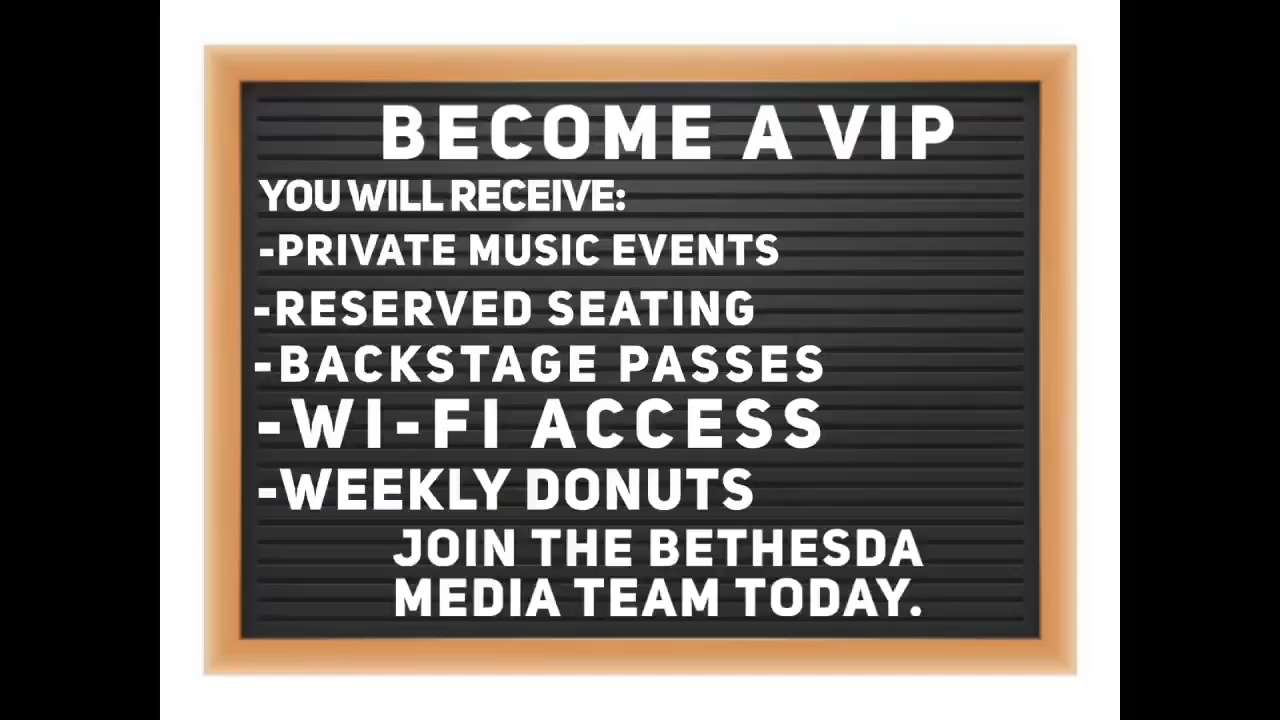 BECOME A VIP
YOU WILL RECEIVE:
-PRIVATE MUSIC EVENTS
-RESERVED SEATING
-BACKSTAGE PASSES
-WI-FI ACCESS
-WEEKLY DONUTS
JOIN THE BETHESDA
MEDIA TEAM TODAY.